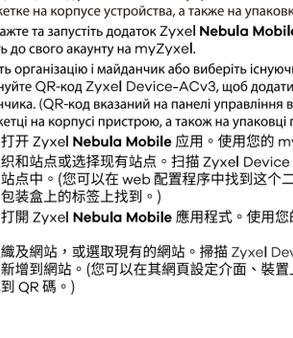 кетке на корпусе устройства, а также на упаковк
ажте та запустіть додаток Zyxel Nebula Mobile
ь до свого акаунту на myZyxel.
ть організацію і майданчик або виберіть існуючи
нуйте QR-код Zyxel Device-ACv3, щоб додати
нчика. (QR-код вказаний на панелі управління в
кетці на корпусі пристрою, а також на упаковці п
打开 Zyxel Nebula Mobile 应用。使用您的 my
织和站点或选择现有站点。扫描 Zyxel Device
站点中。(您可以在 web 配置程序中找到这个二
包装盒上的标签上找到。)
打開 Zyxel Nebula Mobile 應用程式。使用您的
織及網站，或選取現有的網站。掃描 Zyxel Dev
新增到網站。(您可以在其網頁設定介面、裝置
到 QR 碼。)